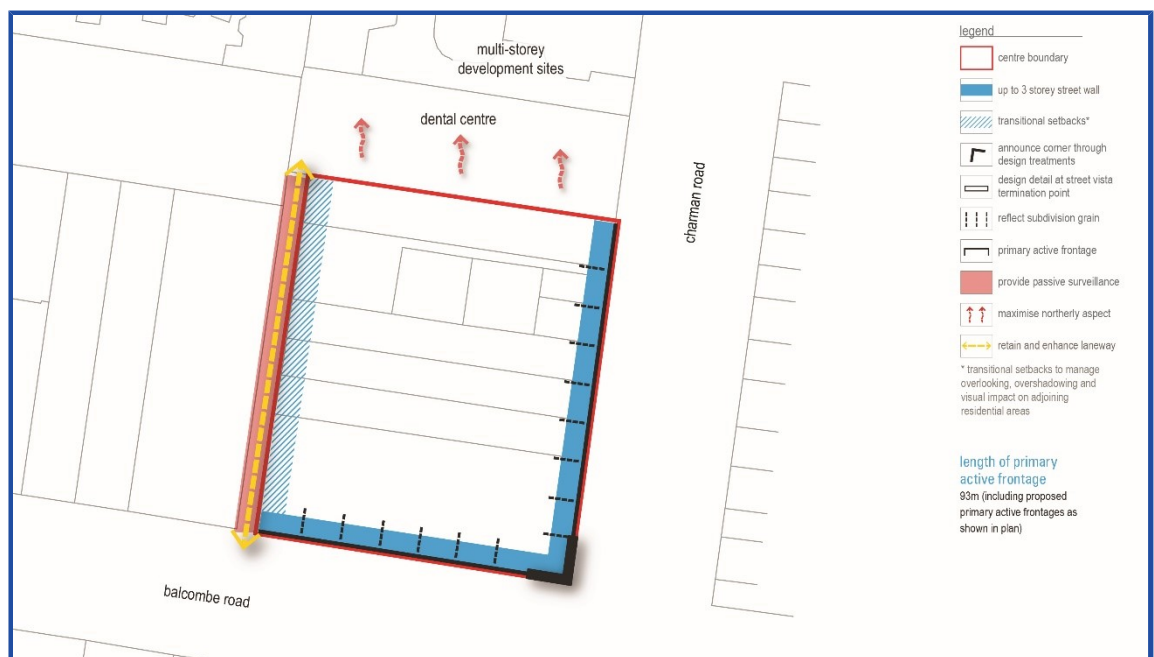 multi-storey
development sites
dental centre
charman road
balcombe road
legend
centre boundary
up to 3 storey street wall
transitional setbacks*
announce corner through
design treatments
design detail at street vista
termination point
reflect subdivision grain
primary active frontage
provide passive surveillance
maximise northerly aspect
retain and enhance laneway
* transitional setbacks to manage
overlooking, overshadowing and
visual impact on adjoining
residential areas
length of primary
active frontage
93m (including proposed
primary active frontages as
shown in plan)